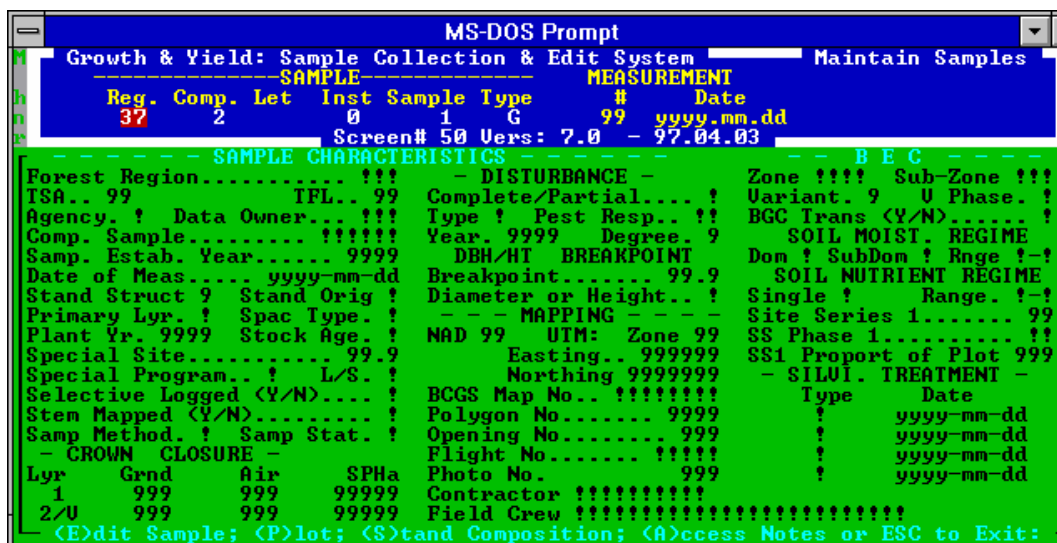 MS-DOS Prompt
M Growth & Yield: Sample Collection & Edit System Maintain Samples
--------------SAMPLE------------- MEASUREMENT
h Reg. Comp. Let Inst Sample Type # Date
n 37 2 0 1 G 99 yyyy.mm.dd
r Screen# 50 Vers: 7.0 - 97.04.03
- - - - - - SAMPLE CHARACTERISTICS - - - - - - - - B E C - - - -
Forest Region............ !!! - DISTURBANCE - Zone !!!! Sub-Zone !!!
TSA.. 99 TFL.. 99 Complete/Partial.... ! Variant. 9 V Phase. !
Agency. ! Data Owner... !!! Type ! Pest Resp.. !! BGC Trans (Y/N)...... !
Comp. Sample......... !!!!!! Year. 9999 Degree. 9 SOIL MOIST. REGIME
Samp. Estab. Year...... 9999 DBH/HT BREAKPOINT Dom ! SubDom ! Rnge !-!
Date of Meas..... yyyy-mm-dd Breakpoint....... 99.9 SOIL NUTRIENT REGIME
Stand Struct 9 Stand Orig ! Diameter or Height.. ! Single ! Range. !-!
Primary Lyr. ! Spac Type. ! - - - MAPPING - - - - Site Series 1....... 99
Plant Yr. 9999 Stock Age. ! NAD 99 UTM: Zone 99 SS Phase 1.......... !!
Special Site............ 99.9 Easting.. 999999 SS1 Proport of Plot 999
Special Program.. ! L/S. ! Northing 9999999 - SILVI. TREATMENT -
Selective Logged (Y/N).... ! BCGS Map No.. !!!!!!!! Type Date
Stem Mapped (Y/N)......... ! Polygon No....... 9999 ! yyyy-mm-dd
Samp Method. ! Samp Stat. ! Opening No........ 999 ! yyyy-mm-dd
- CROWN CLOSURE - Flight No....... !!!!! ! yyyy-mm-dd
Lyr Grnd Air SPHa Photo No. 999 ! yyyy-mm-dd
1 999 999 99999 Contractor !!!!!!!!!!
2/V 999 999 99999 Field Crew !!!!!!!!!!!!!!!!!!!!!!!!!
(E)dit Sample; (P)lot; (S)tand Composition; (A)ccess Notes or ESC to Exit: